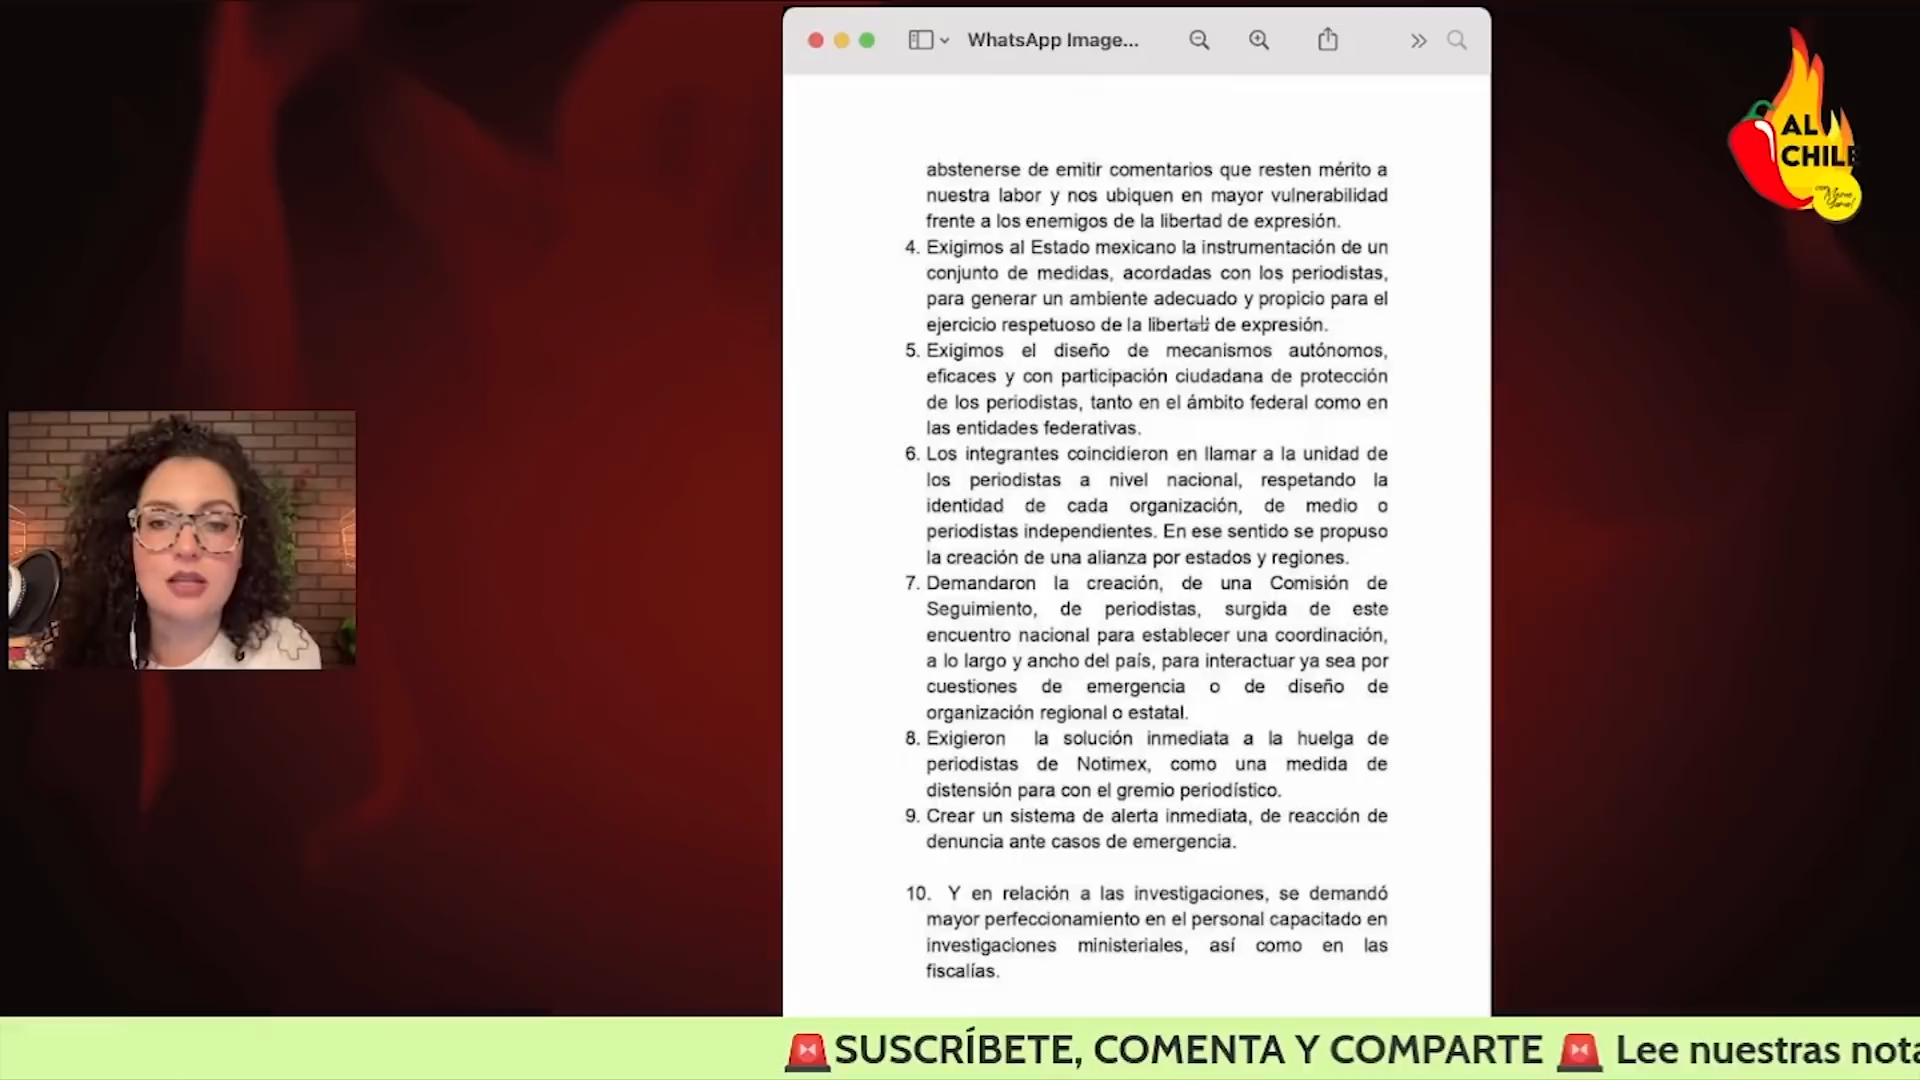 WhatsApp Image...
AL
CHILE
abstenerse de emitir comentarios que resten mérito a
nuestra labor y nos ubiquen en mayor vulnerabilidad
frente a los enemigos de la libertad de expresión.
4. Exigimos al Estado mexicano la instrumentación de un
conjunto de medidas, acordadas con los periodistas,
para generar un ambiente adecuado y propicio para el
ejercicio respetuoso de la libertad de expresión.
5. Exigimos el diseño de mecanismos autónomos,
eficaces y con participación ciudadana de protección
de los periodistas, tanto en el ámbito federal como en
las entidades federativas.
6. Los integrantes coincidieron en llamar a la unidad de
los periodistas a nivel nacional, respetando la
identidad de cada organización, de medio o
periodistas independientes. En ese sentido se propuso
la creación de una alianza por estados y regiones.
7. Demandaron la creación, de una Comisión de
Seguimiento, de periodistas, surgida de este
encuentro nacional para establecer una coordinación,
a lo largo y ancho del país, para interactuar ya sea por
cuestiones de emergencia o de diseño de
organización regional o estatal.
8. Exigieron la solución inmediata a la huelga de
periodistas de Notimex, como una medida de
distensión para con el gremio periodístico.
9. Crear un sistema de alerta inmediata, de reacción de
denuncia ante casos de emergencia.
10. Y en relación a las investigaciones, se demandó
mayor perfeccionamiento en el personal capacitado en
investigaciones ministeriales, así como en las
fiscalías.
SUSCRÍBETE, COMENTA Y COMPARTE Lee nuestras nota